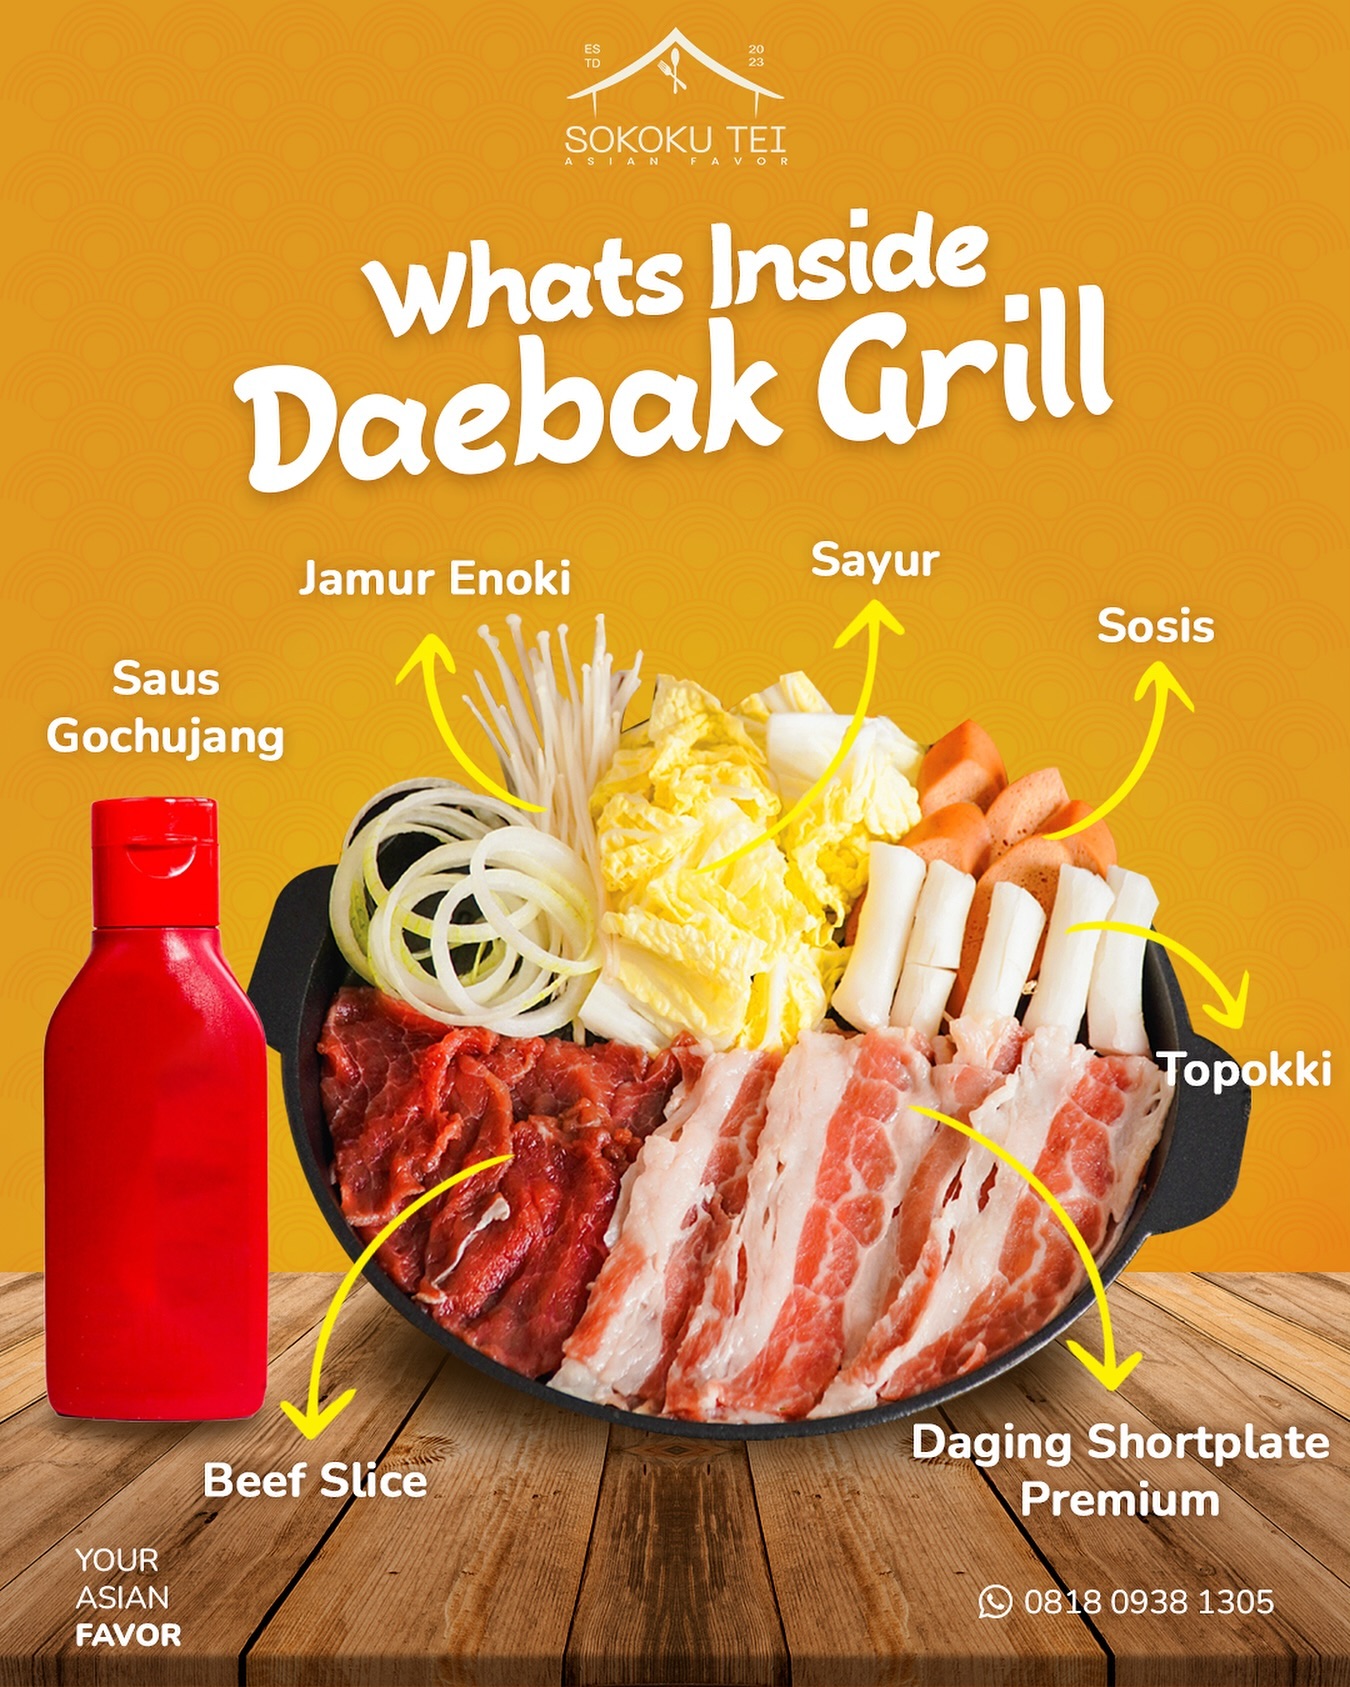 ES
TD
20
23
SOKOKU TEI
ASIAN FAVOR
Whats Inside
Daebak Grill
Jamur Enoki
Sayur
Sosis
Saus
Gochujang
Topokki
Beef Slice
Daging Shortplate
Premium
YOUR
ASIAN
FAVOR
0818 0938 1305